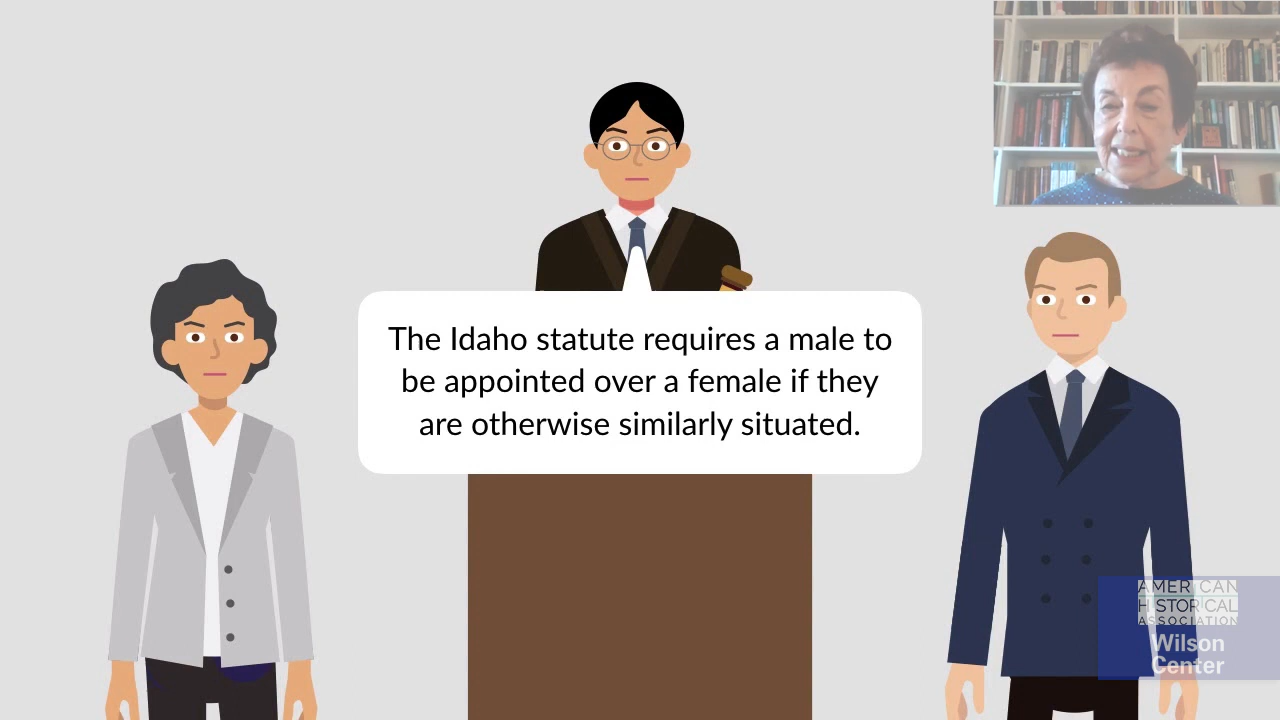 The Idaho statute requires a male to
be appointed over a female if they
are otherwise similarly situated.
AMERICAN
HISTORICAL
ASSOCIATION
Wilson
Center